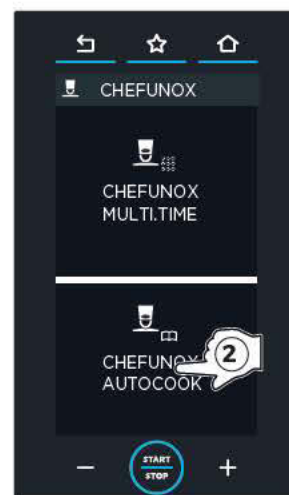 CHEFUNOX
CHEFUNOX
MULTI.TIME
CHEFUNOX
AUTOCOOK
2
−
START
STOP
+